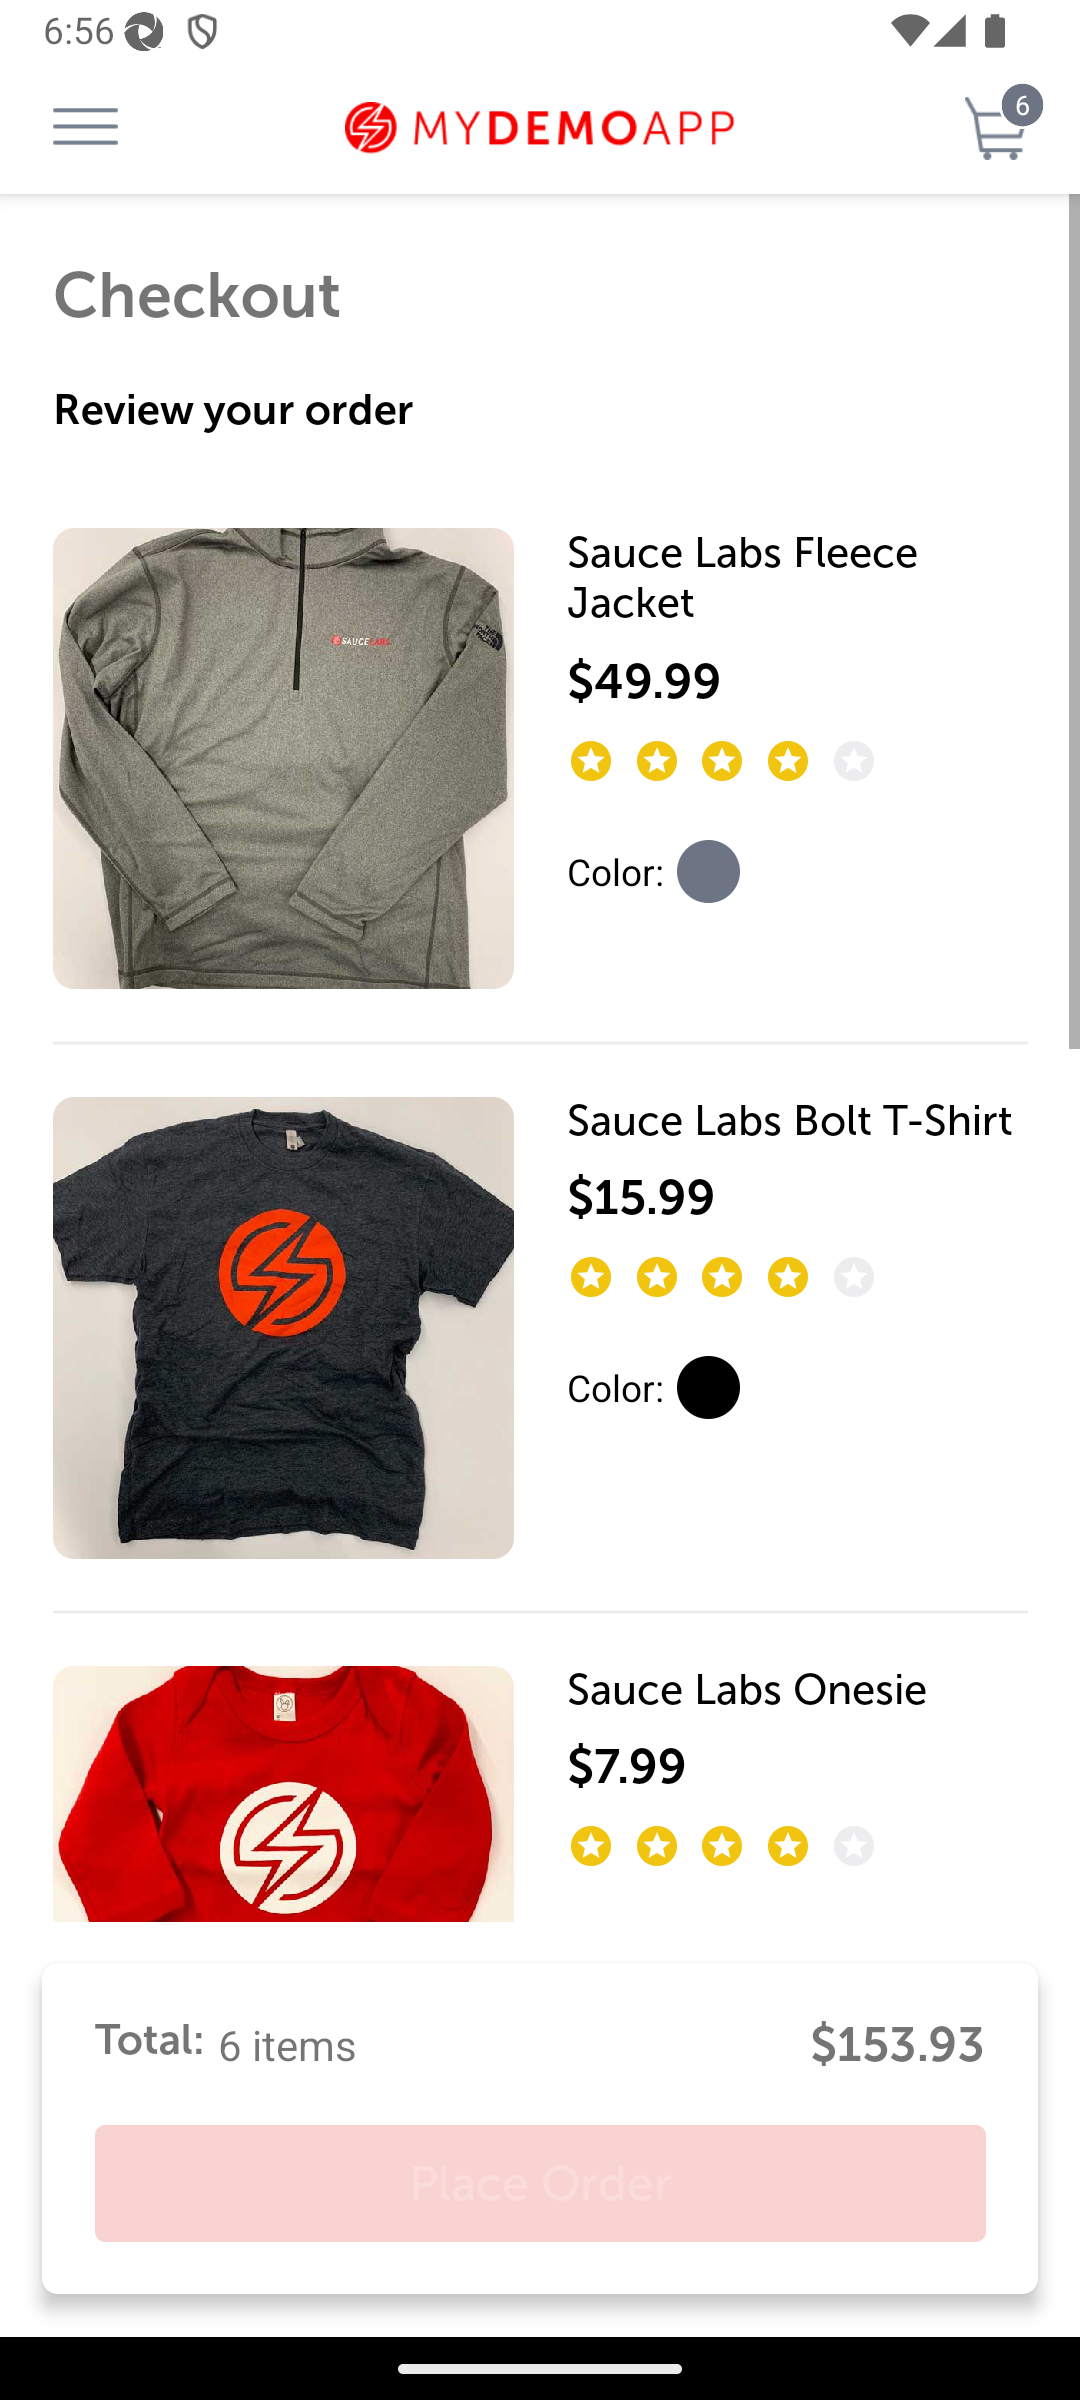 6:56
MYDEMOAPP
6
Checkout
Review your order
SAUCELABS
Sauce Labs Fleece
Jacket
$49.99
Color:
Sauce Labs Bolt T-Shirt
$15.99
Color:
Sauce Labs Onesie
$7.99
Total: 6 items
$153.93
Place Order